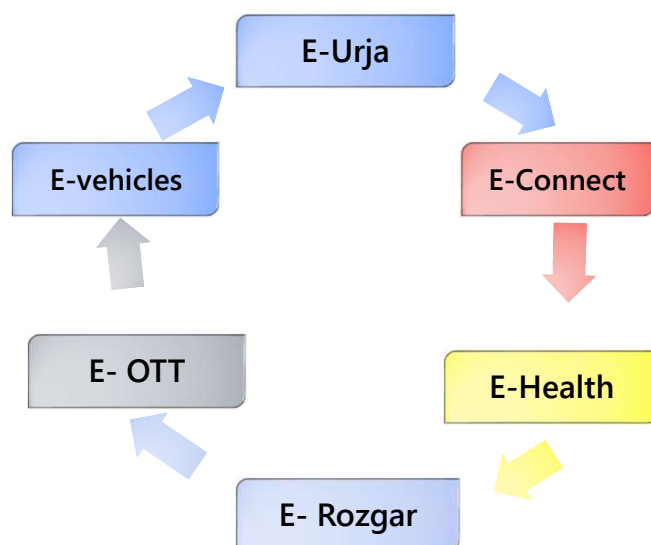 E-Urja
E-Connect
E-Health
E- Rozgar
E- OTT
E-vehicles